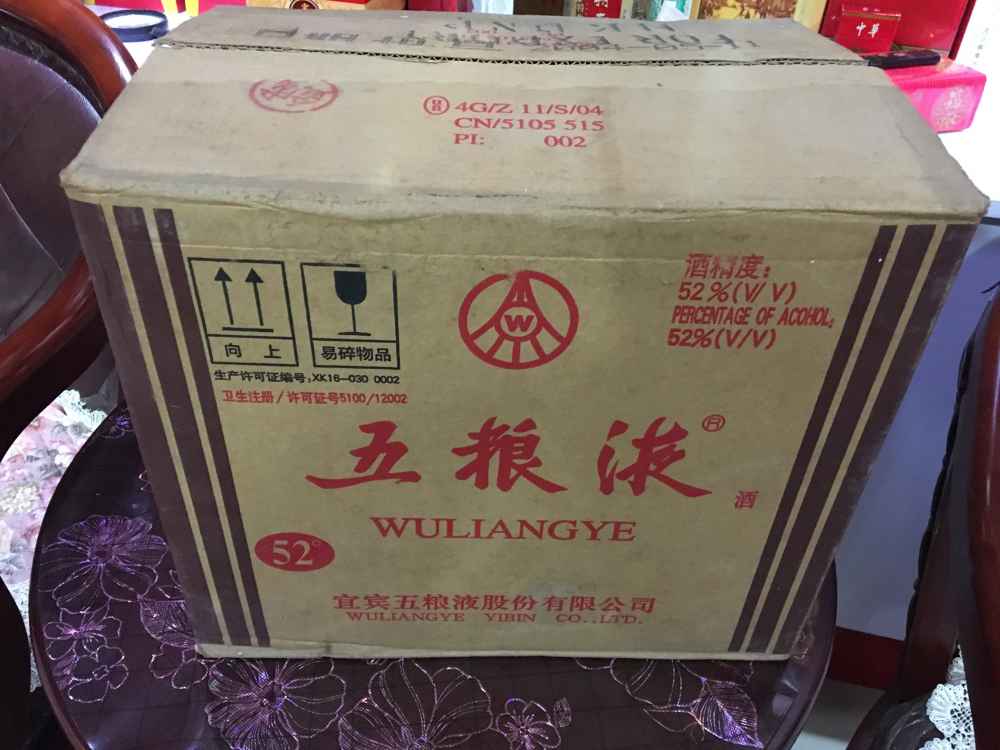 中华
4G/Z 11/S/04
CN/5105 515
PI: 002
酒精度：
52%(V/V)
PERCENTAGE OF ACOHOL:
52%(V/V)
向上
易碎物品
生产许可证编号：XK16-030 0002
卫生注册/许可证号5100/12002
W
五粮液®
酒
WULIANGYE
52°
宜宾五粮液股份有限公司
WULIANGYE YIBIN CO.,LTD.